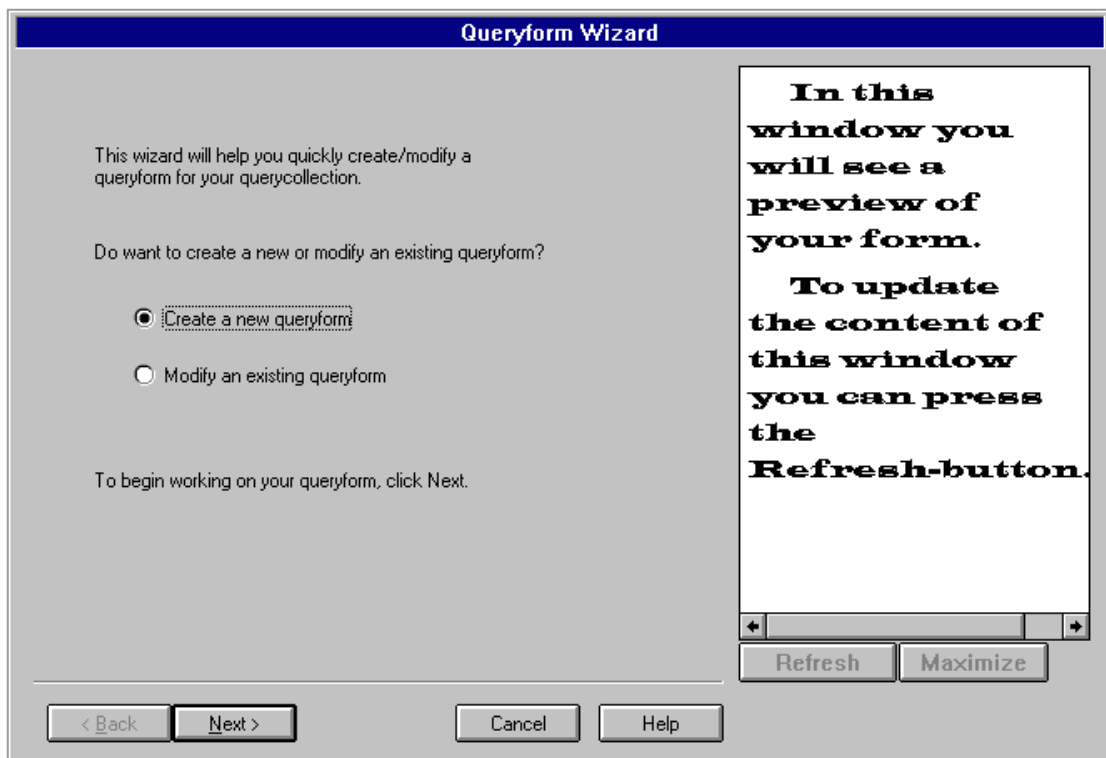 Queryform Wizard
This wizard will help you quickly create/modify a
queryform for your querycollection.
Do want to create a new or modify an existing queryform?
Create a new queryform
Modify an existing queryform
To begin working on your queryform, click Next.
In this
window you
will see a
preview of
your form.
To update
the content of
this window
you can press
the
Refresh-button.
Refresh
Maximize
< Back
Next >
Cancel
Help